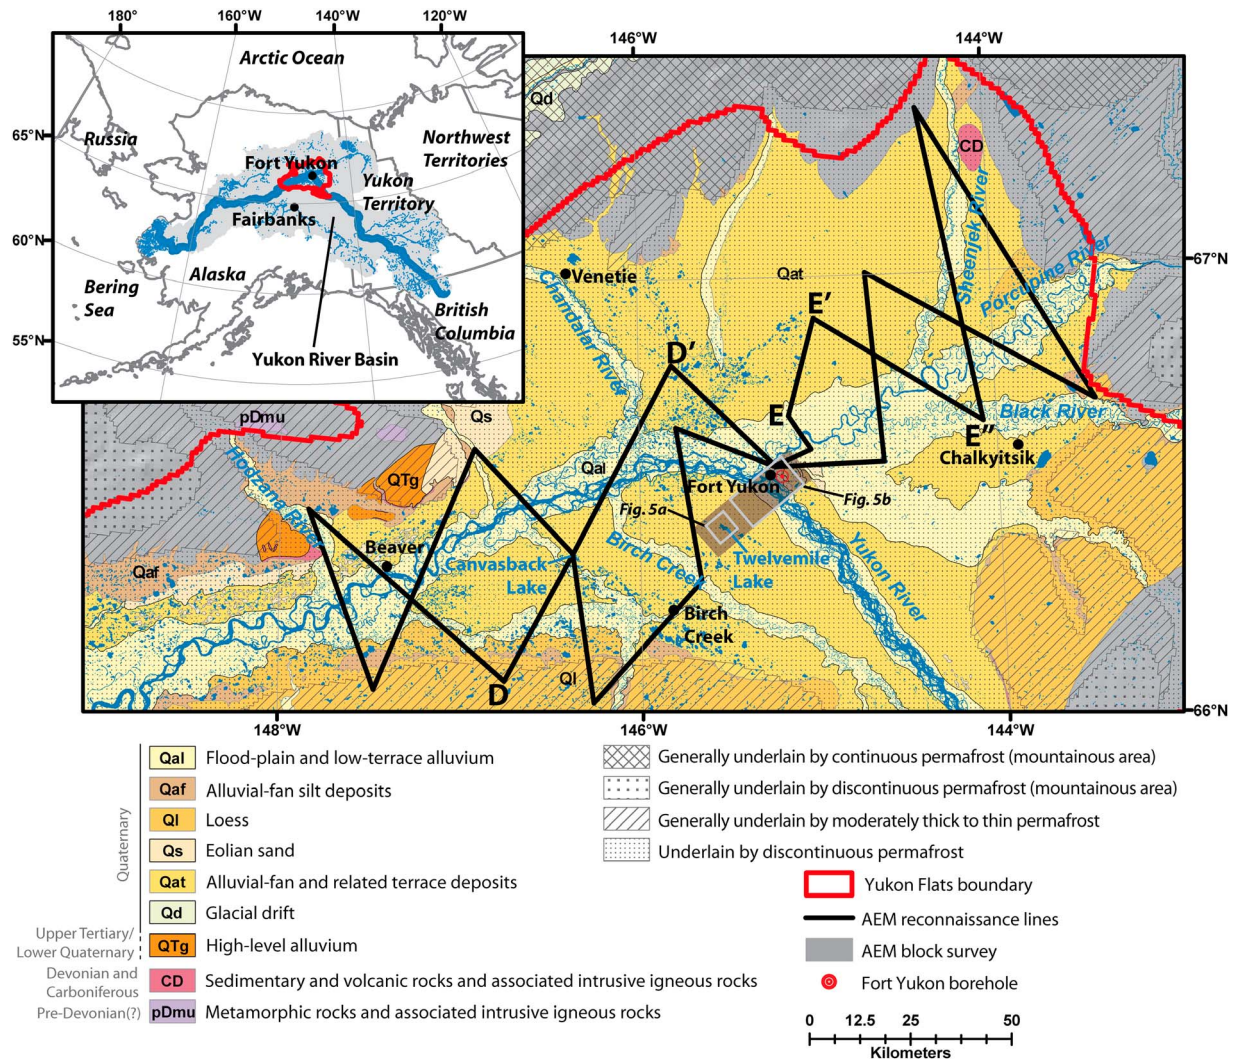 180°
160°W
140°W
120°W
146°W
144°W
Arctic Ocean
65°N
Russia
Northwest
Territories
Fort Yukon
Yukon
Territory
Fairbanks
60°N
Alaska
Bering
Sea
British
Columbia
55°N
Yukon River Basin
Qd
CD
Sheenjek River
Porcupine River
67°N
Venetie
Qat
Chandalar River
E'
D'
pDmu
Qs
E
Black River
E"
Chalkyitsik
Qal
QTg
Fort Yukon
Hodzana River
Fig. 5b
Fig. 5a
Beaver
Birch Creek
Canvasback
Lake
Twelvemile
Lake
Yukon River
Qaf
Birch
Creek
Ql
D
66°N
148°W
146°W
144°W
Quaternary
Qal Flood-plain and low-terrace alluvium
Qaf Alluvial-fan silt deposits
Ql Loess
Qs Eolian sand
Qat Alluvial-fan and related terrace deposits
Qd Glacial drift
Upper Tertiary/
Lower Quaternary
QTg High-level alluvium
Devonian and
Carboniferous
CD Sedimentary and volcanic rocks and associated intrusive igneous rocks
Pre-Devonian(?)
pDmu Metamorphic rocks and associated intrusive igneous rocks
Generally underlain by continuous permafrost (mountainous area)
Generally underlain by discontinuous permafrost (mountainous area)
Generally underlain by moderately thick to thin permafrost
Underlain by discontinuous permafrost
Yukon Flats boundary
AEM reconnaissance lines
AEM block survey
Fort Yukon borehole
0 12.5 25 50
Kilometers